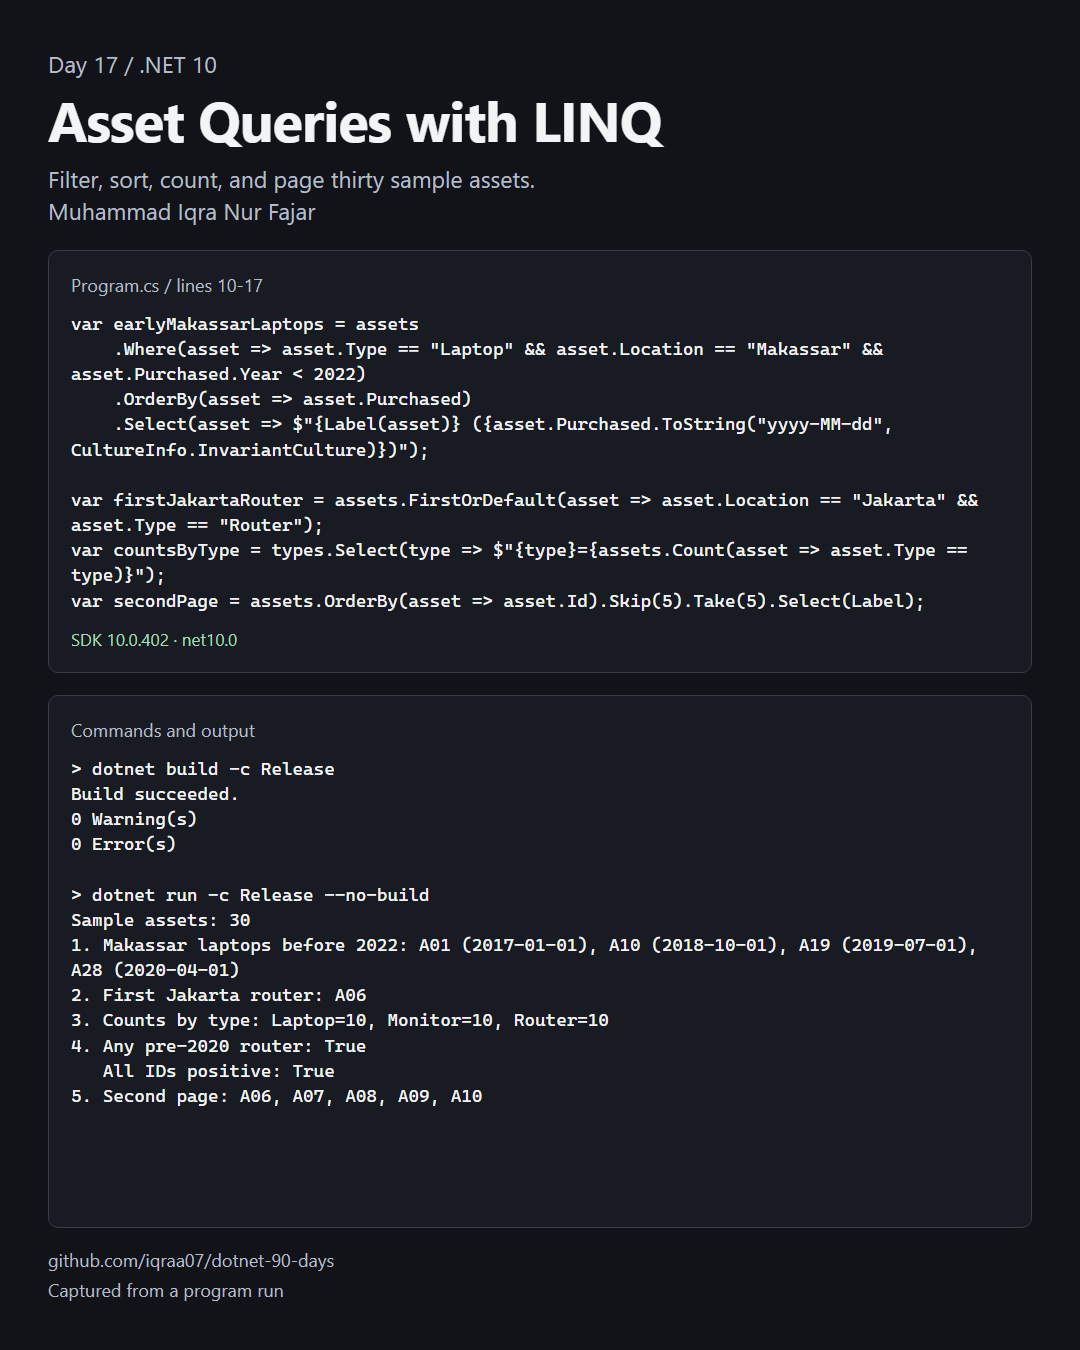 Day 17 / .NET 10
Asset Queries with LINQ
Filter, sort, count, and page thirty sample assets.
Muhammad Iqra Nur Fajar
Program.cs / lines 10-17
var earlyMakassarLaptops = assets
    .Where(asset => asset.Type == "Laptop" && asset.Location == "Makassar" &&
asset.Purchased.Year < 2022)
    .OrderBy(asset => asset.Purchased)
    .Select(asset => $"{Label(asset)} ({asset.Purchased.ToString("yyyy-MM-dd",
CultureInfo.InvariantCulture)})");
var firstJakartaRouter = assets.FirstOrDefault(asset => asset.Location == "Jakarta" &&
asset.Type == "Router");
var countsByType = types.Select(type => $"{type}={assets.Count(asset => asset.Type ==
type)}");
var secondPage = assets.OrderBy(asset => asset.Id).Skip(5).Take(5).Select(Label);
SDK 10.0.402 · net10.0
Commands and output
> dotnet build -c Release
Build succeeded.
0 Warning(s)
0 Error(s)
> dotnet run -c Release --no-build
Sample assets: 30
1. Makassar laptops before 2022: A01 (2017-01-01), A10 (2018-10-01), A19 (2019-07-01),
A28 (2020-04-01)
2. First Jakarta router: A06
3. Counts by type: Laptop=10, Monitor=10, Router=10
4. Any pre-2020 router: True
   All IDs positive: True
5. Second page: A06, A07, A08, A09, A10
github.com/iqraa07/dotnet-90-days
Captured from a program run